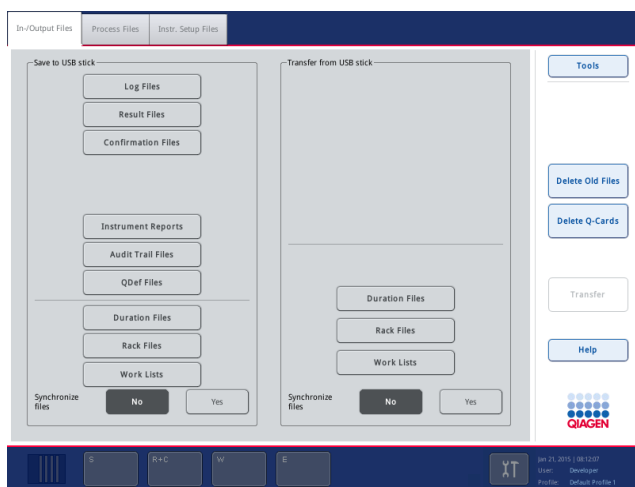 In-/Output Files
Process Files
Instr. Setup Files
Save to USB stick
Log Files
Result Files
Confirmation Files
Instrument Reports
Audit Trail Files
QDef Files
Duration Files
Rack Files
Work Lists
Synchronize
files
No
Yes
Transfer from USB stick
Duration Files
Rack Files
Work Lists
Synchronize
files
No
Yes
Tools
Delete Old Files
Delete Q-Cards
Transfer
Help
QIAGEN
S
R+C
W
E
Jan 21, 2015 | 08:12:07
User: Developer
Profile: Default Profile 1